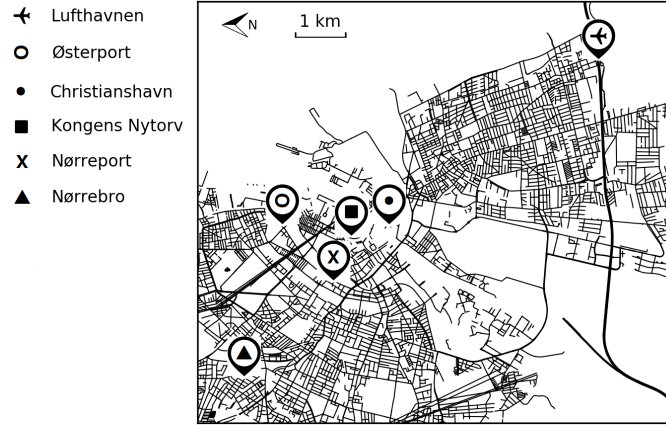 Lufthavnen
O Østerport
Christianshavn
Kongens Nytorv
X Nørreport
Nørrebro
N
1 km
O
X